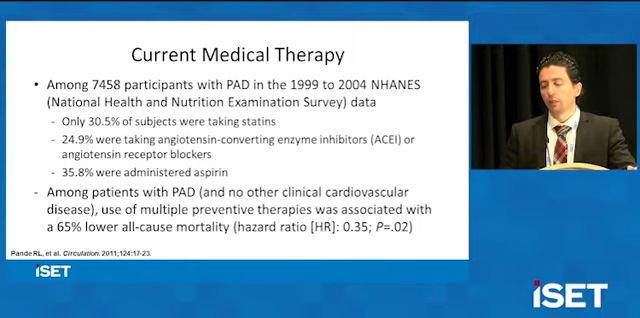 Current Medical Therapy
• Among 7458 participants with PAD in the 1999 to 2004 NHANES
(National Health and Nutrition Examination Survey) data
- Only 30.5% of subjects were taking statins
- 24.9% were taking angiotensin-converting enzyme inhibitors (ACEI) or
angiotensin receptor blockers
- 35.8% were administered aspirin
- Among patients with PAD (and no other clinical cardiovascular
disease), use of multiple preventive therapies was associated with
a 65% lower all-cause mortality (hazard ratio [HR]: 0.35; P=.02)
Pande RL, et al. Circulation. 2011;124:17-23.
iSET
iSET